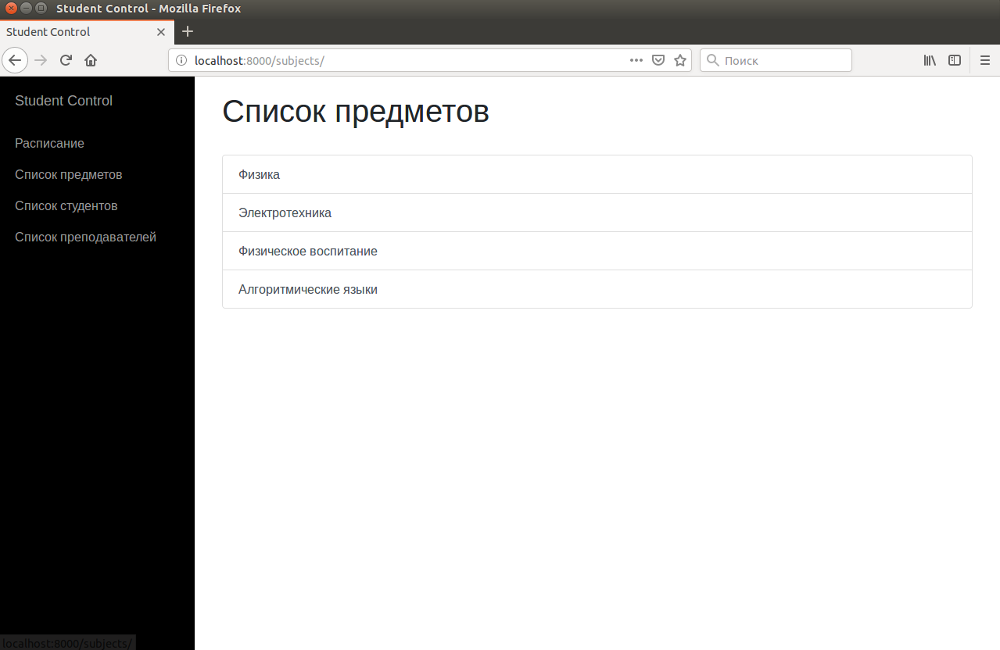 Student Control - Mozilla Firefox
Student Control
localhost:8000/subjects/
Поиск
Student Control
Расписание
Список предметов
Список студентов
Список преподавателей
Список предметов
Физика
Электротехника
Физическое воспитание
Алгоритмические языки
localhost:8000/subjects/